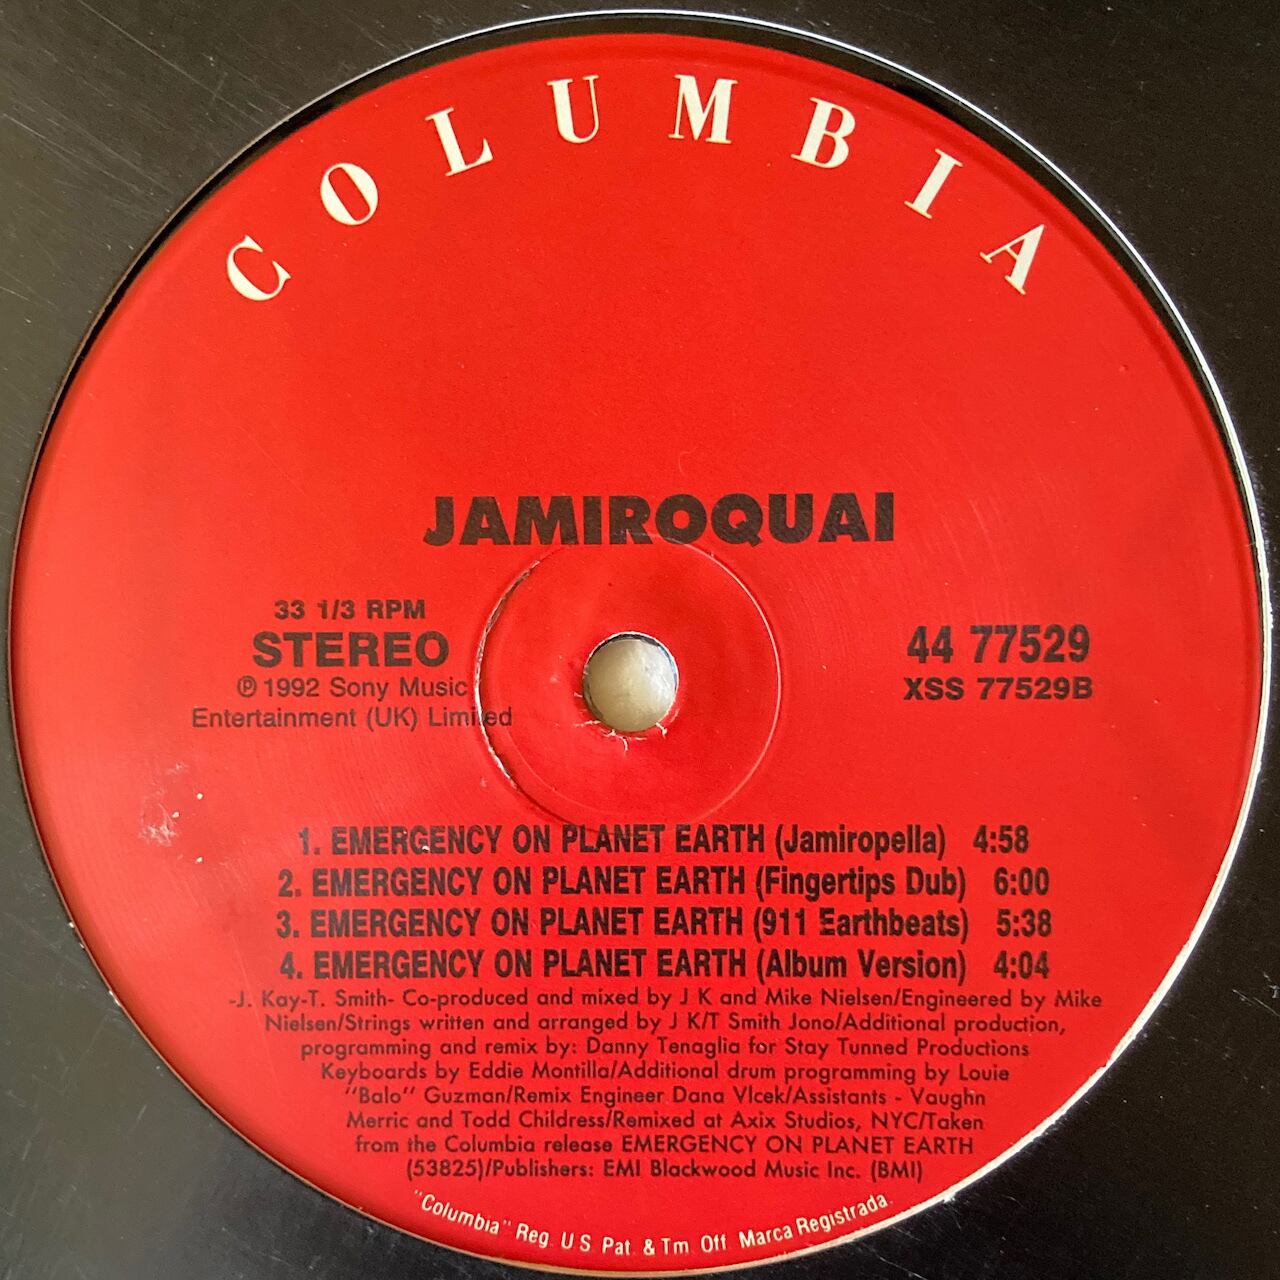 COLUMBIA
JAMIROQUAI
33 1/3 RPM
STEREO
℗ 1992 Sony Music
Entertainment (UK) Limited
44 77529
XSS 77529B
1. EMERGENCY ON PLANET EARTH (Jamiropella) 4:58
2. EMERGENCY ON PLANET EARTH (Fingertips Dub) 6:00
3. EMERGENCY ON PLANET EARTH (911 Earthbeats) 5:38
4. EMERGENCY ON PLANET EARTH (Album Version) 4:04
-J. Kay-T. Smith- Co-produced and mixed by J K and Mike Nielsen/Engineered by Mike
Nielsen/Strings written and arranged by J K/T Smith Jono/Additional production,
programming and remix by: Danny Tenaglia for Stay Tunned Productions
Keyboards by Eddie Montilla/Additional drum programming by Louie
"Balo" Guzman/Remix Engineer Dana Vlcek/Assistants - Vaughn
Merric and Todd Childress/Remixed at Axix Studios, NYC/Taken
from the Columbia release EMERGENCY ON PLANET EARTH
(53825)/Publishers: EMI Blackwood Music Inc. (BMI)
"Columbia" Reg. U.S. Pat. & Tm. Off. Marca Registrada.